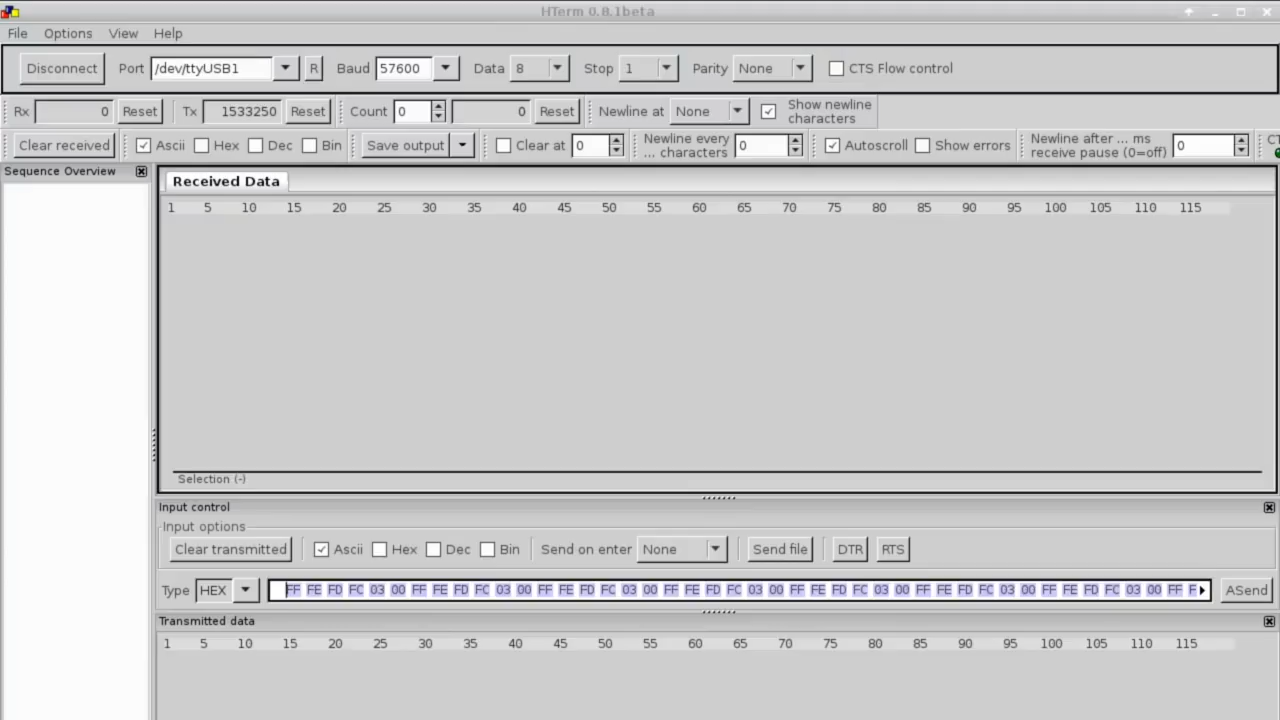 HTerm 0.8.1beta
File Options View Help
Disconnect Port /dev/ttyUSB1 R Baud 57600 Data 8 Stop 1 Parity None CTS Flow control
Rx 0 Reset Tx 1533250 Reset Count 0 0 Reset Newline at None Show newline characters
Clear received Ascii Hex Dec Bin Save output Clear at 0 Newline every ... characters 0 Autoscroll Show errors Newline after ... ms receive pause (0=off) 0
Sequence Overview
Received Data
1 5 10 15 20 25 30 35 40 45 50 55 60 65 70 75 80 85 90 95 100 105 110 115
Selection (-)
Input control
Input options
Clear transmitted Ascii Hex Dec Bin Send on enter None Send file DTR RTS
Type HEX FF FE FD FC 03 00 FF FE FD FC 03 00 FF FE FD FC 03 00 FF FE FD FC 03 00 FF FE FD FC 03 00 FF FE FD FC 03 00 FF FE FD FC 03 00 FF F ASend
Transmitted data
1 5 10 15 20 25 30 35 40 45 50 55 60 65 70 75 80 85 90 95 100 105 110 115